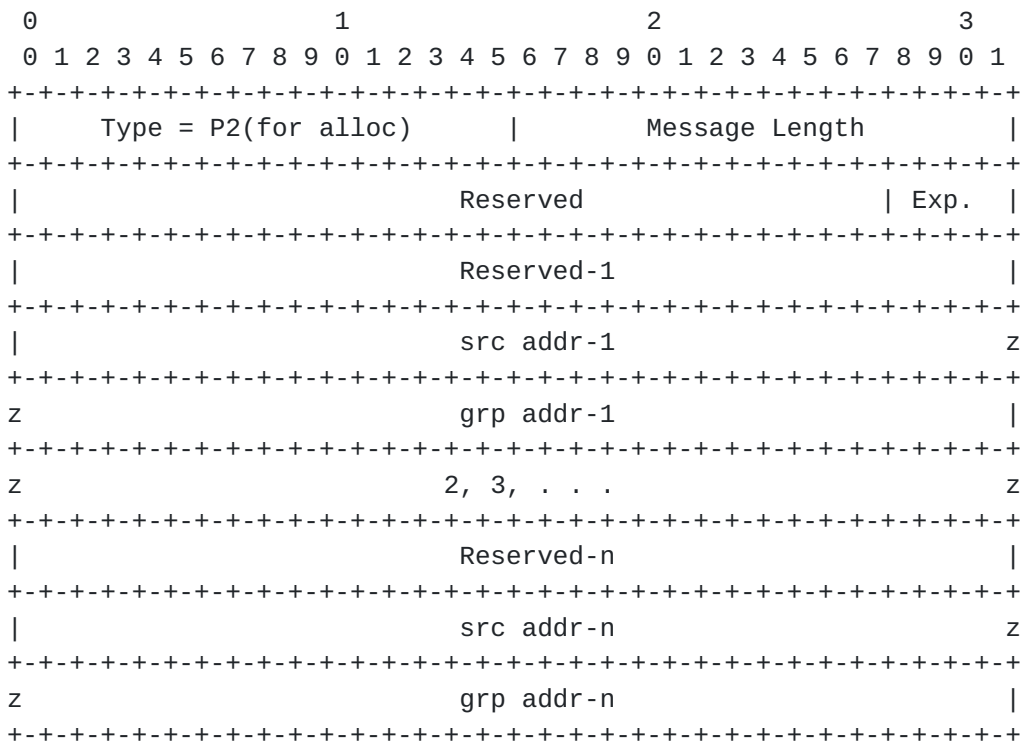 0                   1                   2                   3
 0 1 2 3 4 5 6 7 8 9 0 1 2 3 4 5 6 7 8 9 0 1 2 3 4 5 6 7 8 9 0 1
+-+-+-+-+-+-+-+-+-+-+-+-+-+-+-+-+-+-+-+-+-+-+-+-+-+-+-+-+-+-+-+-+
|     Type = P2(for alloc)      |        Message Length         |
+-+-+-+-+-+-+-+-+-+-+-+-+-+-+-+-+-+-+-+-+-+-+-+-+-+-+-+-+-+-+-+-+
|                            Reserved                   | Exp.  |
+-+-+-+-+-+-+-+-+-+-+-+-+-+-+-+-+-+-+-+-+-+-+-+-+-+-+-+-+-+-+-+-+
|                            Reserved-1                         |
+-+-+-+-+-+-+-+-+-+-+-+-+-+-+-+-+-+-+-+-+-+-+-+-+-+-+-+-+-+-+-+-+
|                            src addr-1                         z
+-+-+-+-+-+-+-+-+-+-+-+-+-+-+-+-+-+-+-+-+-+-+-+-+-+-+-+-+-+-+-+-+
z                            grp addr-1                         |
+-+-+-+-+-+-+-+-+-+-+-+-+-+-+-+-+-+-+-+-+-+-+-+-+-+-+-+-+-+-+-+-+
z                           2, 3, . . .                         z
+-+-+-+-+-+-+-+-+-+-+-+-+-+-+-+-+-+-+-+-+-+-+-+-+-+-+-+-+-+-+-+-+
|                            Reserved-n                         |
+-+-+-+-+-+-+-+-+-+-+-+-+-+-+-+-+-+-+-+-+-+-+-+-+-+-+-+-+-+-+-+-+
|                            src addr-n                         z
+-+-+-+-+-+-+-+-+-+-+-+-+-+-+-+-+-+-+-+-+-+-+-+-+-+-+-+-+-+-+-+-+
z                            grp addr-n                         |
+-+-+-+-+-+-+-+-+-+-+-+-+-+-+-+-+-+-+-+-+-+-+-+-+-+-+-+-+-+-+-+-+